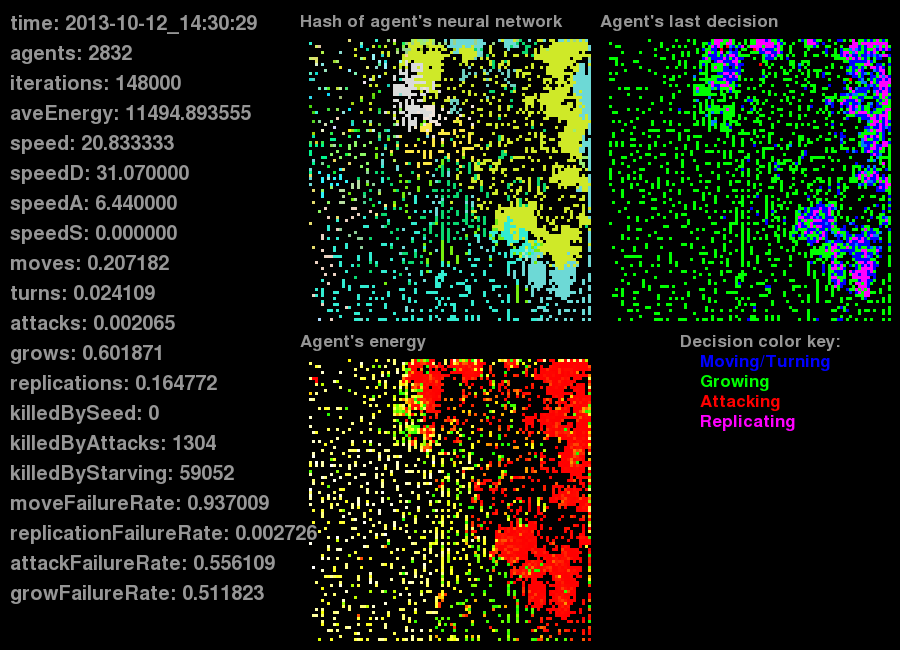 time: 2013-10-12_14:30:29
agents: 2832
iterations: 148000
aveEnergy: 11494.893555
speed: 20.833333
speedD: 31.070000
speedA: 6.440000
speedS: 0.000000
moves: 0.207182
turns: 0.024109
attacks: 0.002065
grows: 0.601871
replications: 0.164772
killedBySeed: 0
killedByAttacks: 1304
killedByStarving: 59052
moveFailureRate: 0.937009
replicationFailureRate: 0.002726
attackFailureRate: 0.556109
growFailureRate: 0.511823
Hash of agent's neural network
Agent's last decision
Agent's energy
Decision color key:
Moving/Turning
Growing
Attacking
Replicating